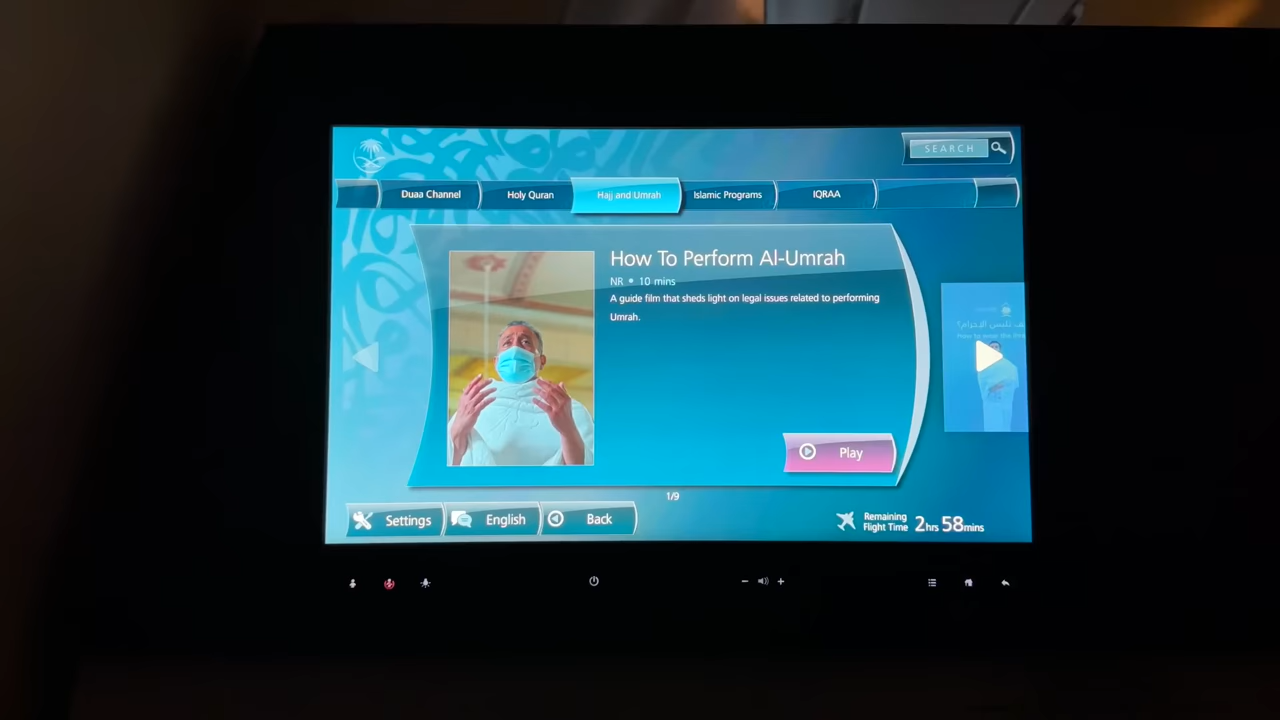 SEARCH
Duaa Channel
Holy Quran
Hajj and Umrah
Islamic Programs
IQRAA
How To Perform Al-Umrah
NR • 10 mins
A guide film that sheds light on legal issues related to performing
Umrah.
Play
1/9
Settings
English
Back
Remaining
Flight Time 2hrs 58mins